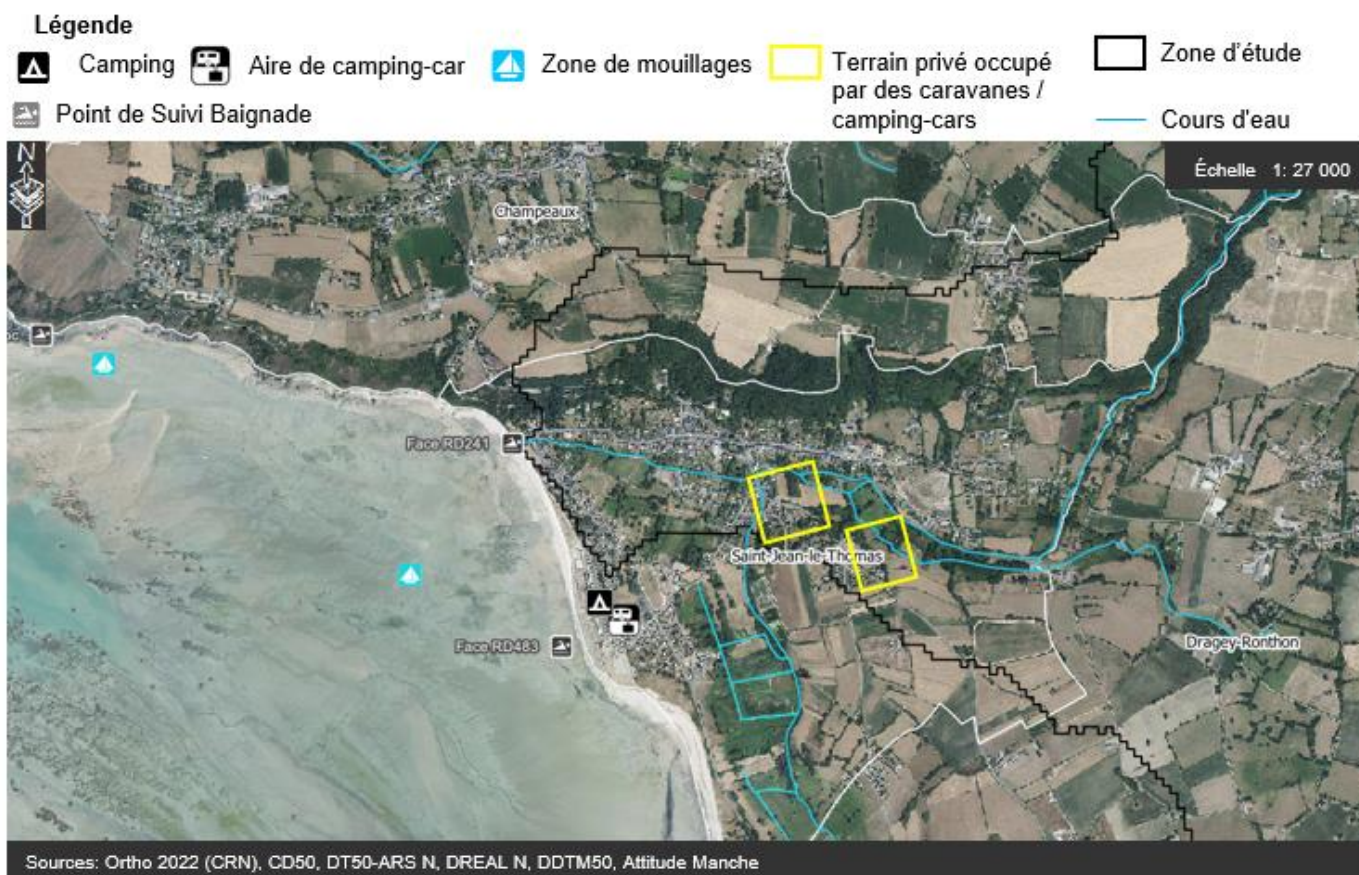 Légende
Camping
Aire de camping-car
Zone de mouillages
Terrain privé occupé
par des caravanes /
camping-cars
Zone d'étude
Point de Suivi Baignade
Cours d'eau
N
Échelle 1: 27 000
Champeaux
Face RD241
Saint-Jean-le-Thomas
Face RD483
Dragey-Ronthon
Sources: Ortho 2022 (CRN), CD50, DT50-ARS N, DREAL N, DDTM50, Attitude Manche